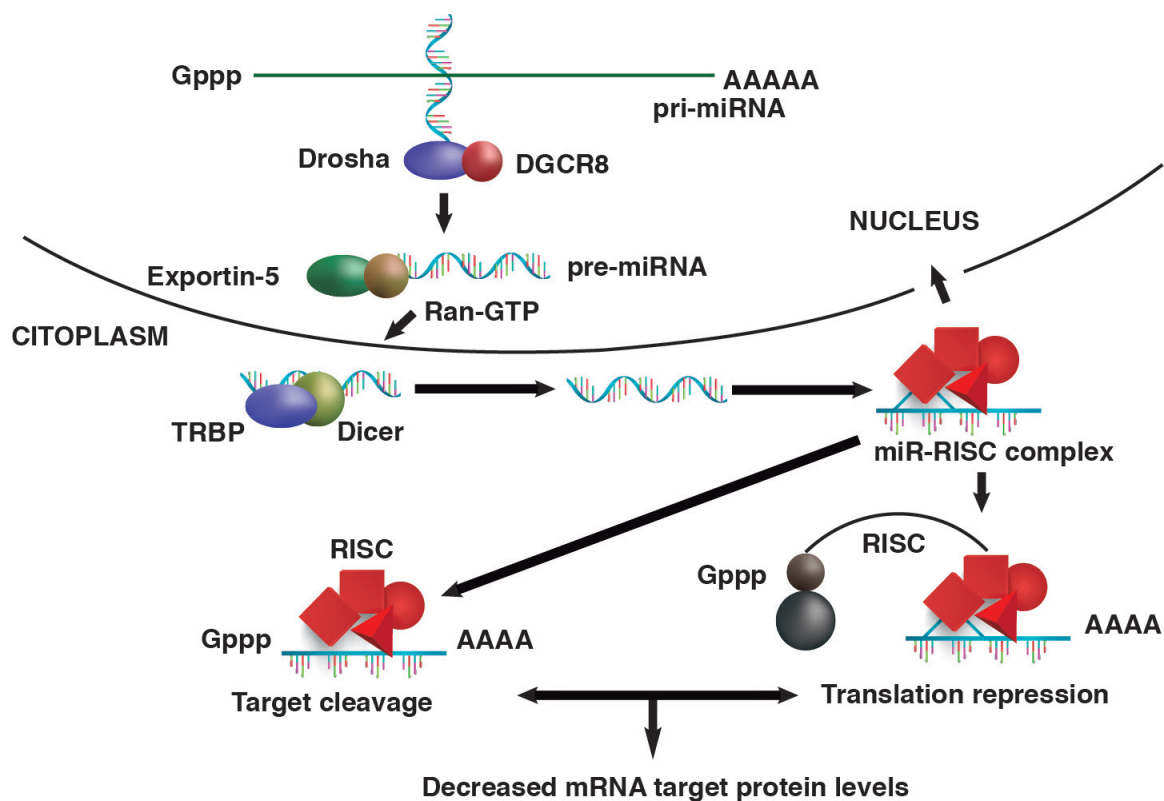 Gppp
AAAAA
pri-miRNA
Drosha
DGCR8
NUCLEUS
Exportin-5
pre-miRNA
Ran-GTP
CITOPLASM
TRBP
Dicer
miR-RISC complex
RISC
Gppp
AAAA
Target cleavage
RISC
Gppp
AAAA
Translation repression
Decreased mRNA target protein levels